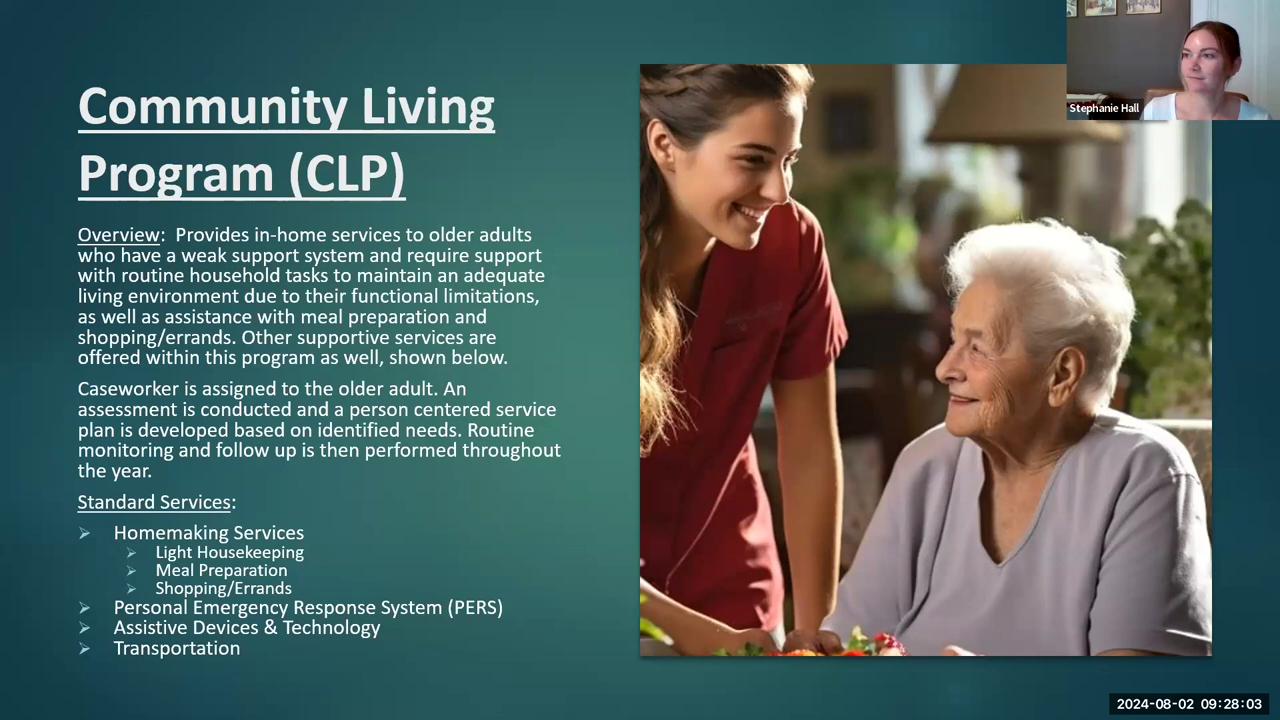 Community Living
Program (CLP)
Overview:  Provides in-home services to older adults
who have a weak support system and require support
with routine household tasks to maintain an adequate
living environment due to their functional limitations,
as well as assistance with meal preparation and
shopping/errands. Other supportive services are
offered within this program as well, shown below.
Caseworker is assigned to the older adult. An
assessment is conducted and a person centered service
plan is developed based on identified needs. Routine
monitoring and follow up is then performed throughout
the year.
Standard Services:
Homemaking Services
Light Housekeeping
Meal Preparation
Shopping/Errands
Personal Emergency Response System (PERS)
Assistive Devices & Technology
Transportation
Stephanie Hall
2024-08-02 09:28:03